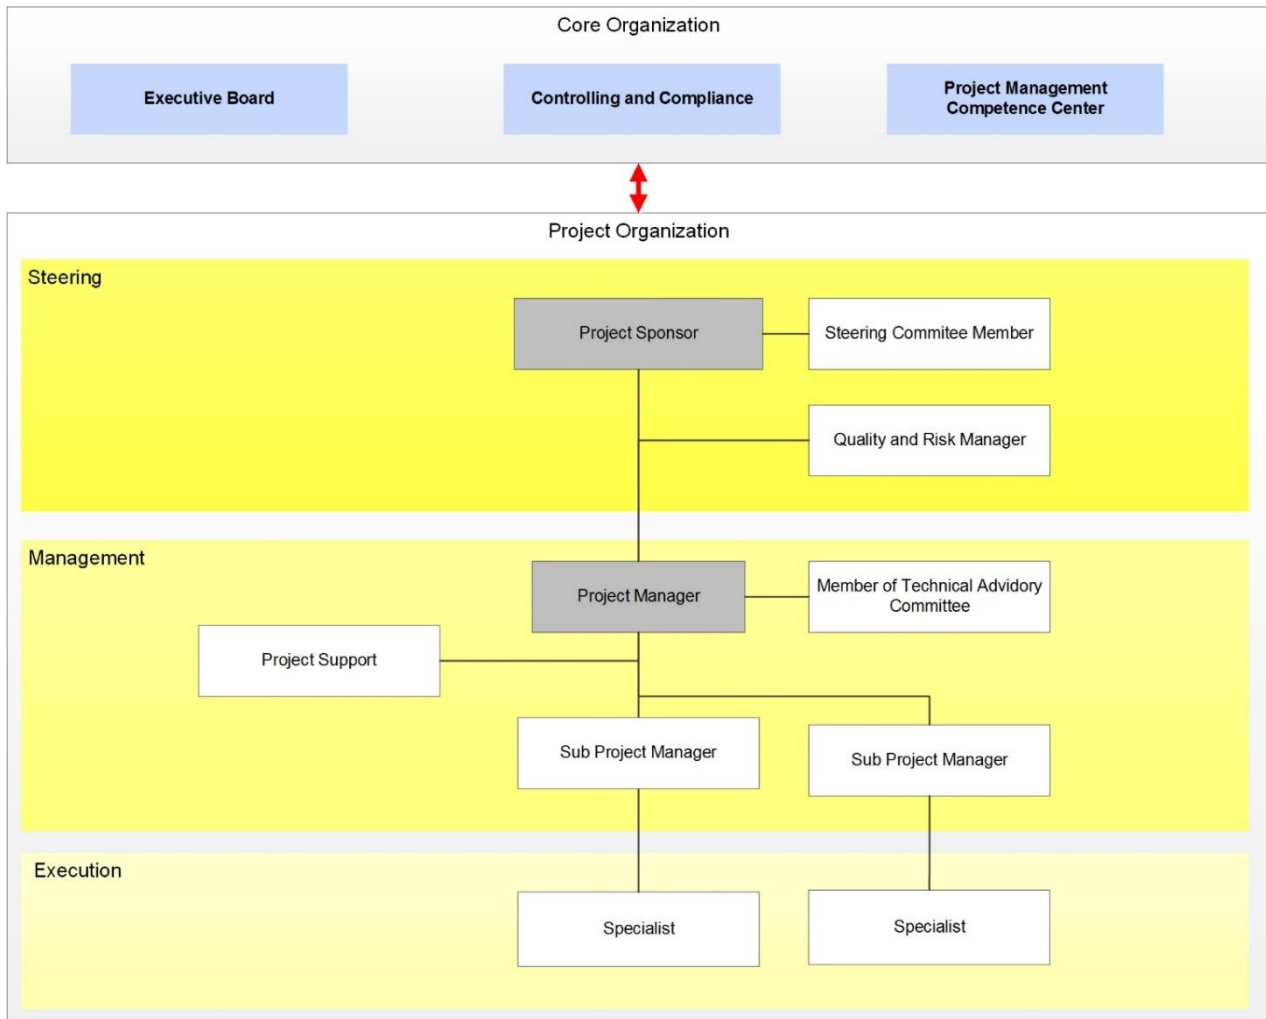 Core Organization
Executive Board
Controlling and Compliance
Project Management
Competence Center
Project Organization
Steering
Project Sponsor
Steering Commitee Member
Quality and Risk Manager
Management
Project Manager
Member of Technical Advidory
Committee
Project Support
Sub Project Manager
Sub Project Manager
Execution
Specialist
Specialist